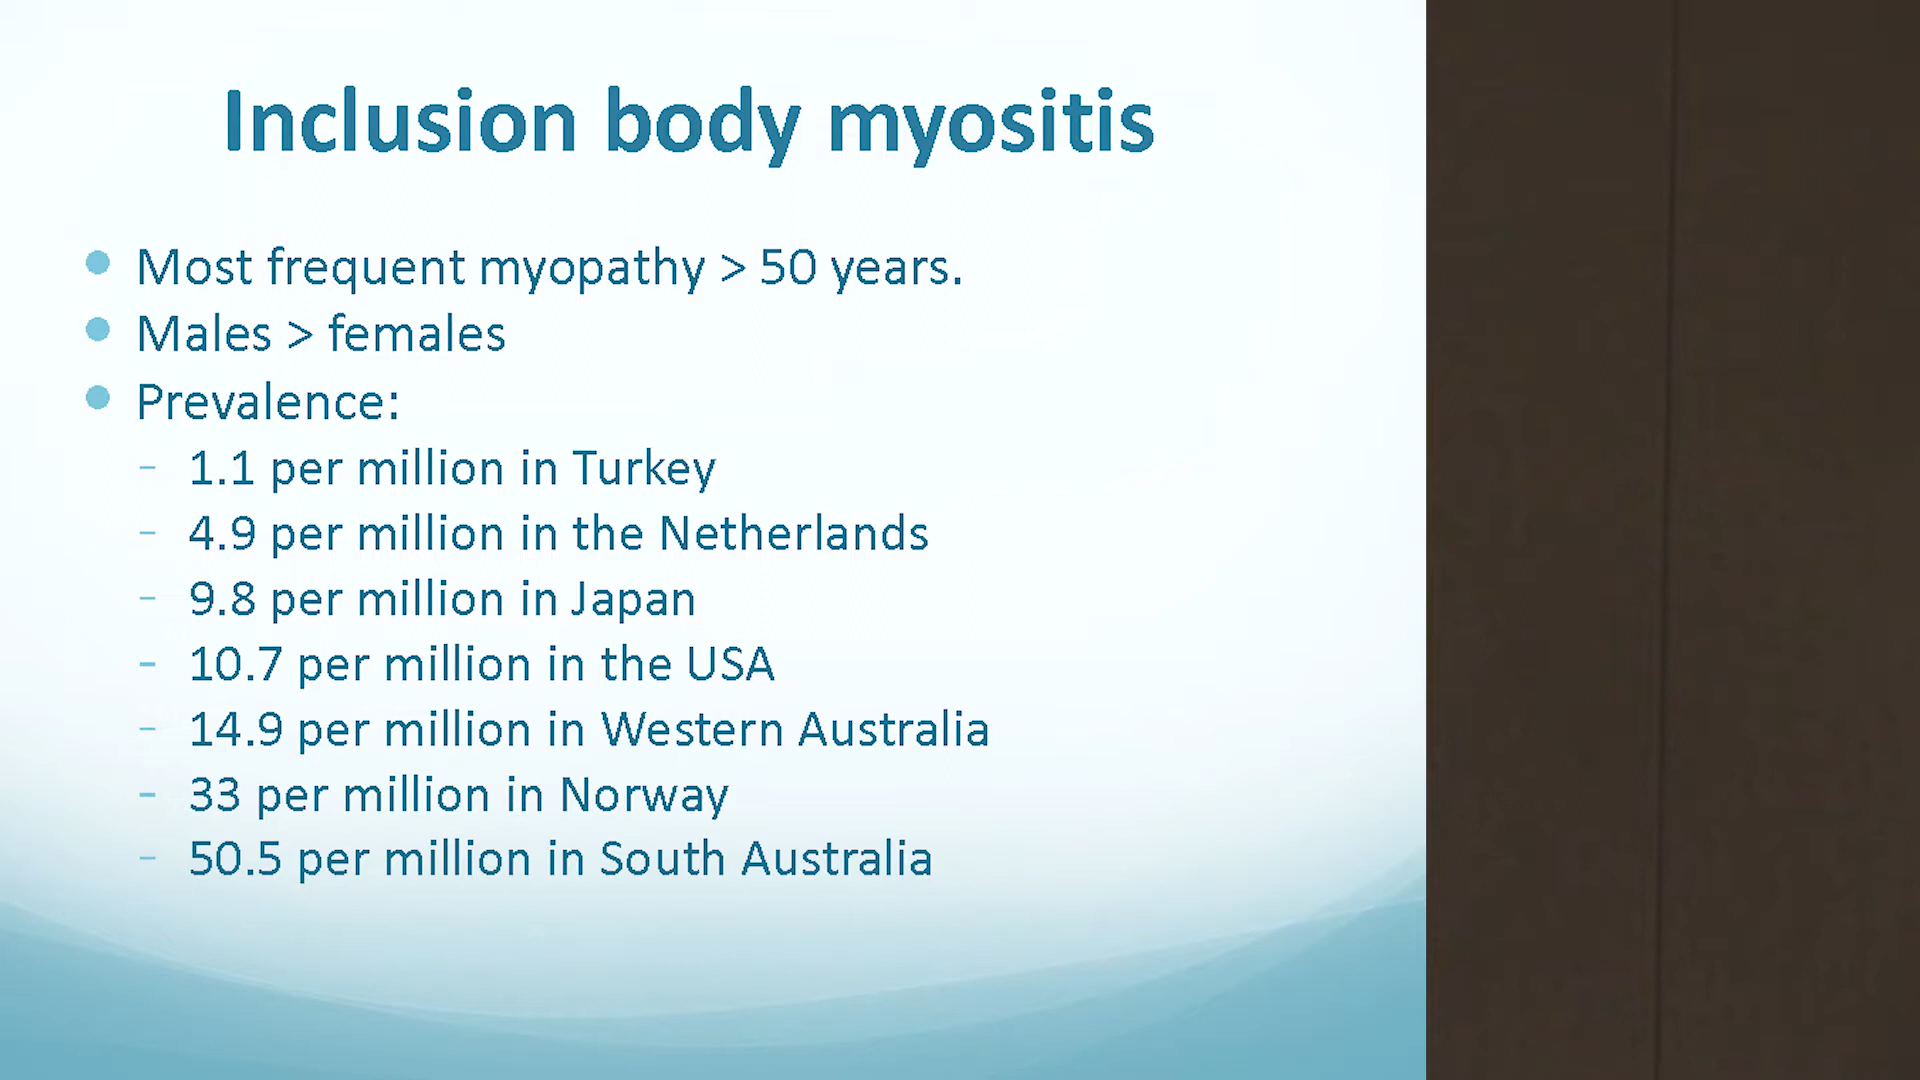 Inclusion body myositis
Most frequent myopathy > 50 years.
Males > females
Prevalence:
- 1.1 per million in Turkey
- 4.9 per million in the Netherlands
- 9.8 per million in Japan
- 10.7 per million in the USA
- 14.9 per million in Western Australia
- 33 per million in Norway
- 50.5 per million in South Australia